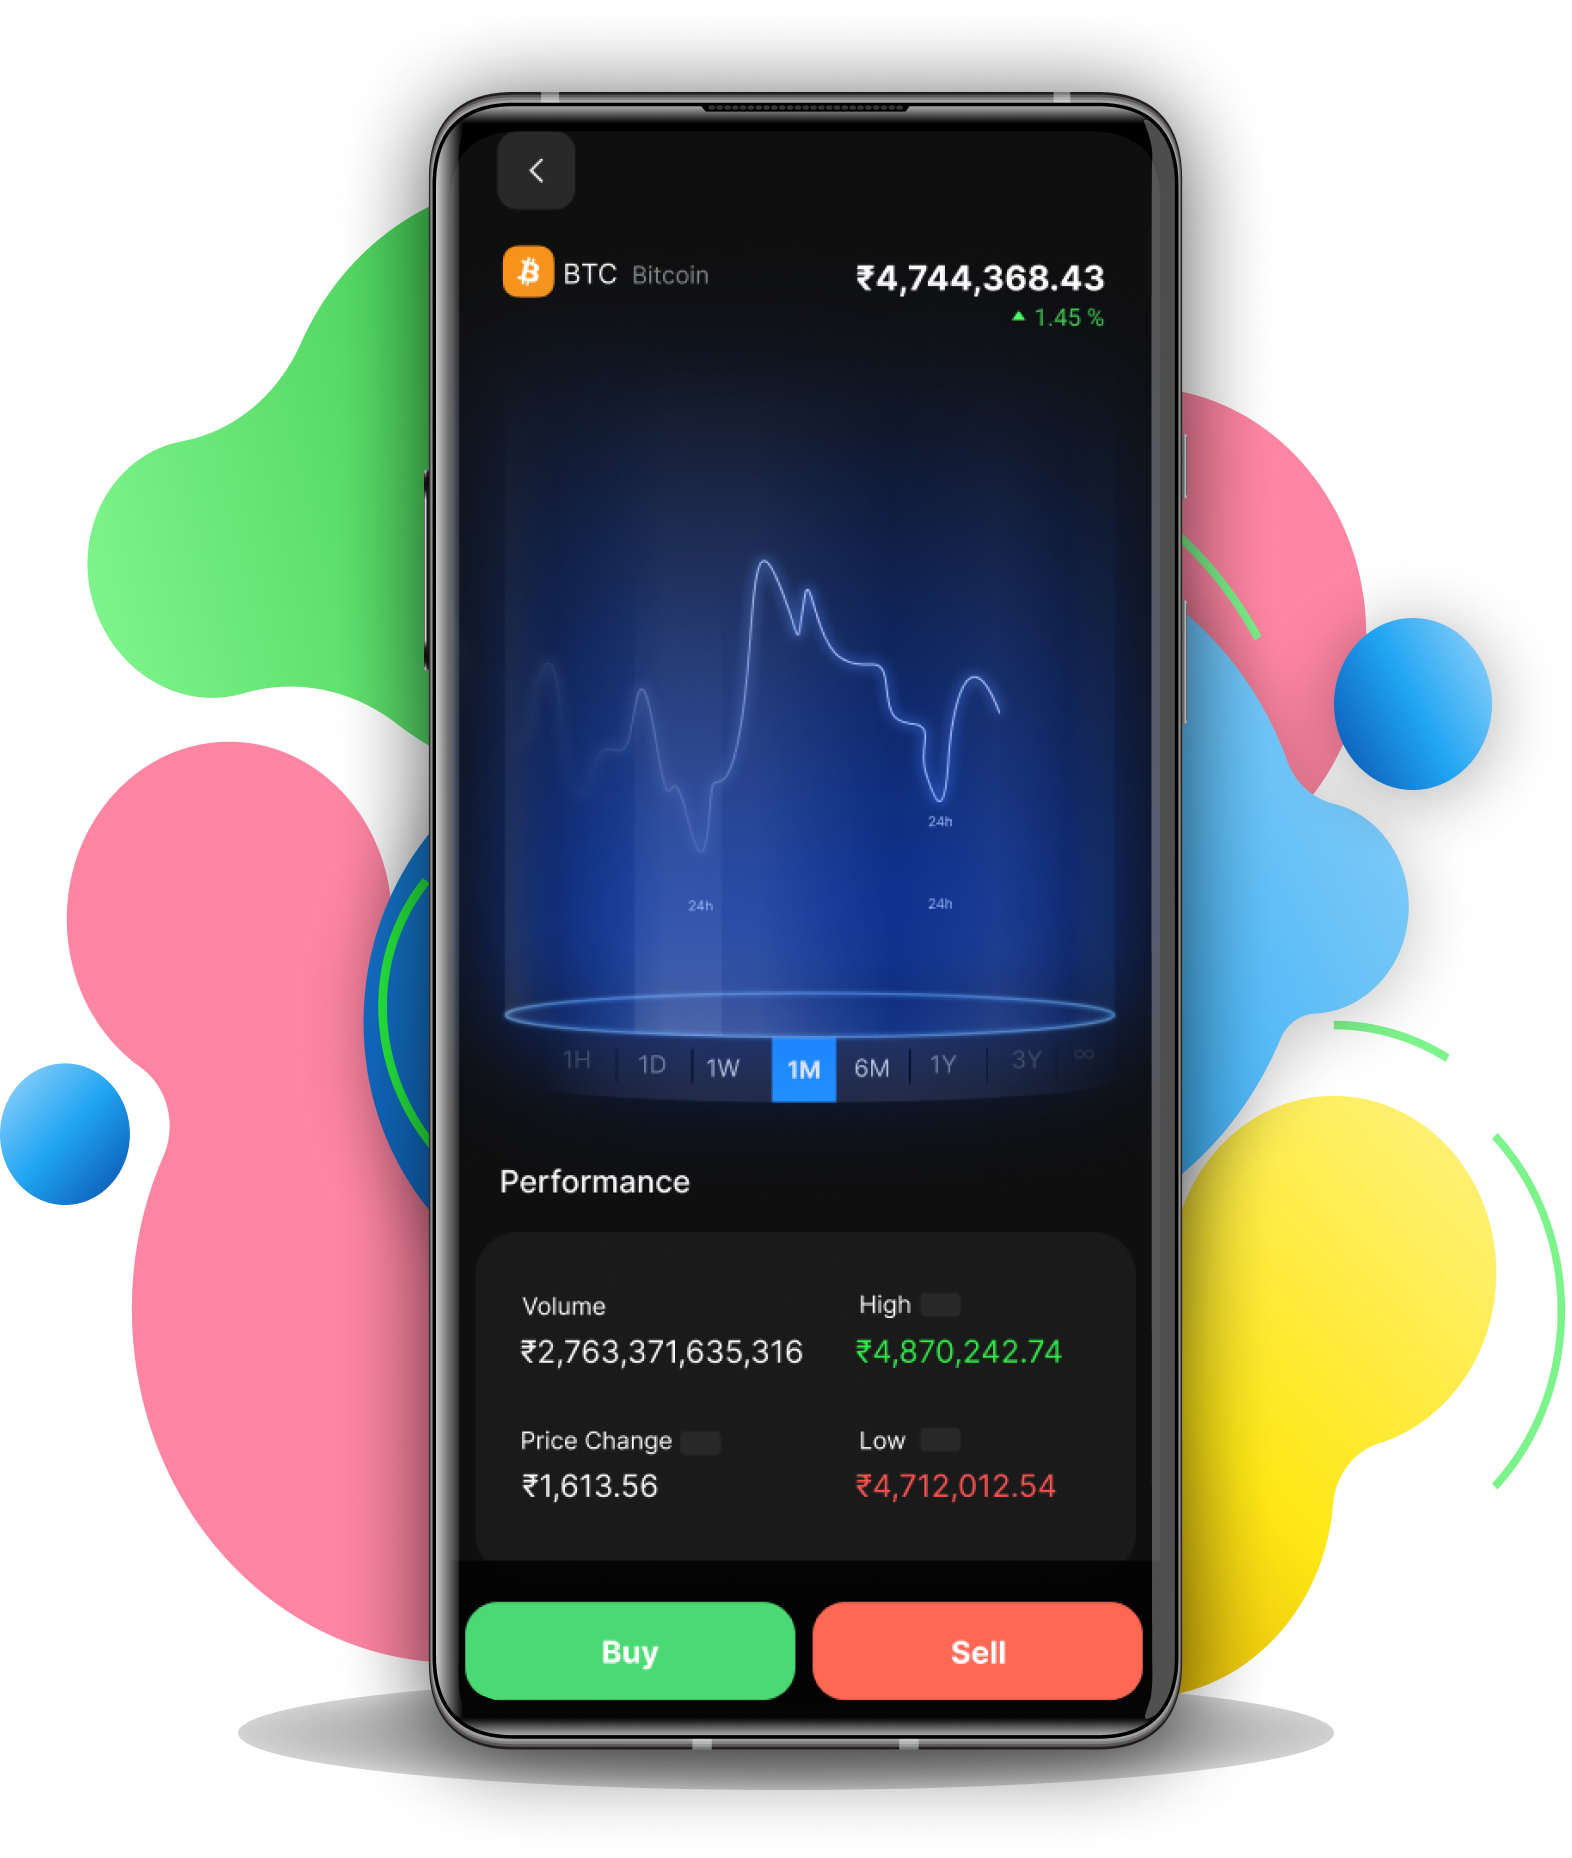 BTC Bitcoin
₹4,744,368.43
▲ 1.45 %
24h
24h
24h
1H 1D 1W 1M 6M 1Y 3Y ∞
Performance
Volume
High
₹2,763,371,635,316
₹4,870,242.74
Price Change
Low
₹1,613.56
₹4,712,012.54
Buy
Sell